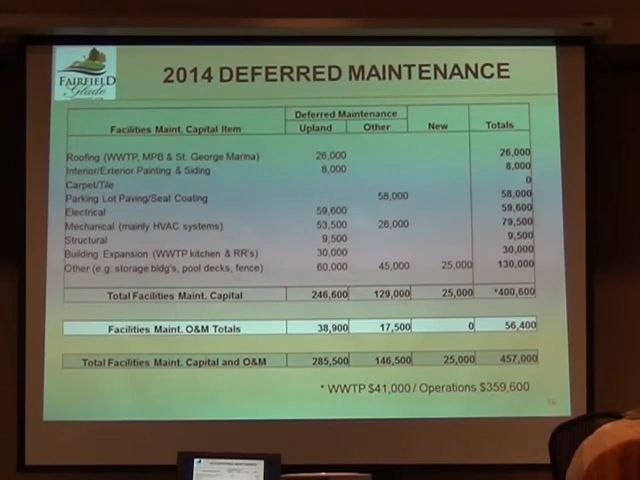 FAIRFIELD
Glade
2014 DEFERRED MAINTENANCE
Deferred Maintenance
Facilities Maint. Capital Item Upland Other New Totals
Roofing (WWTP, MPB & St. George Marina) 26,000 26,000
Interior/Exterior Painting & Siding 8,000 8,000
Carpet/Tile 0
Parking Lot Paving/Seal Coating 58,000 58,000
Electrical 59,600 59,600
Mechanical (mainly HVAC systems) 53,500 26,000 79,500
Structural 9,500 9,500
Building Expansion (WWTP kitchen & RR's) 30,000 30,000
Other (e.g. storage bldg's, pool decks, fence) 60,000 45,000 25,000 130,000
Total Facilities Maint. Capital 246,600 129,000 25,000 *400,600
Facilities Maint. O&M Totals 38,900 17,500 0 56,400
Total Facilities Maint. Capital and O&M 285,500 146,500 25,000 457,000
* WWTP $41,000 / Operations $359,600